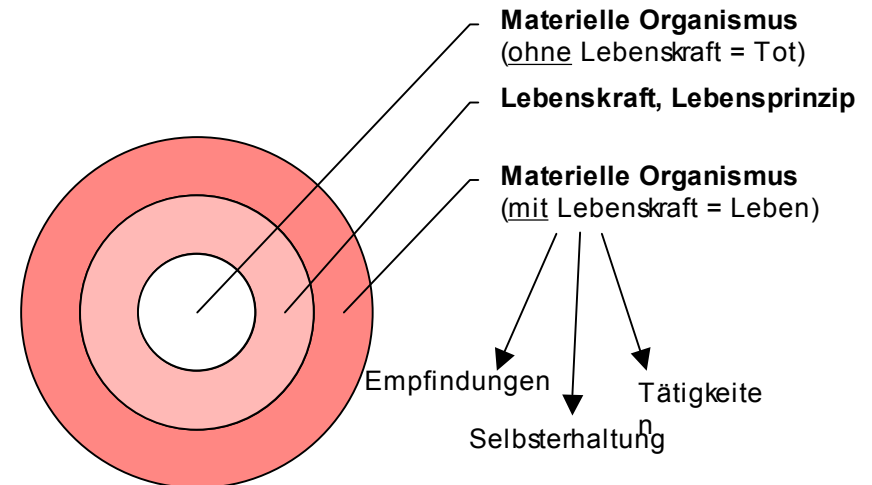 Materielle Organismus
(ohne Lebenskraft = Tot)
Lebenskraft, Lebensprinzip
Materielle Organismus
(mit Lebenskraft = Leben)
Empfindungen
Tätigkeite
n
Selbsterhaltung